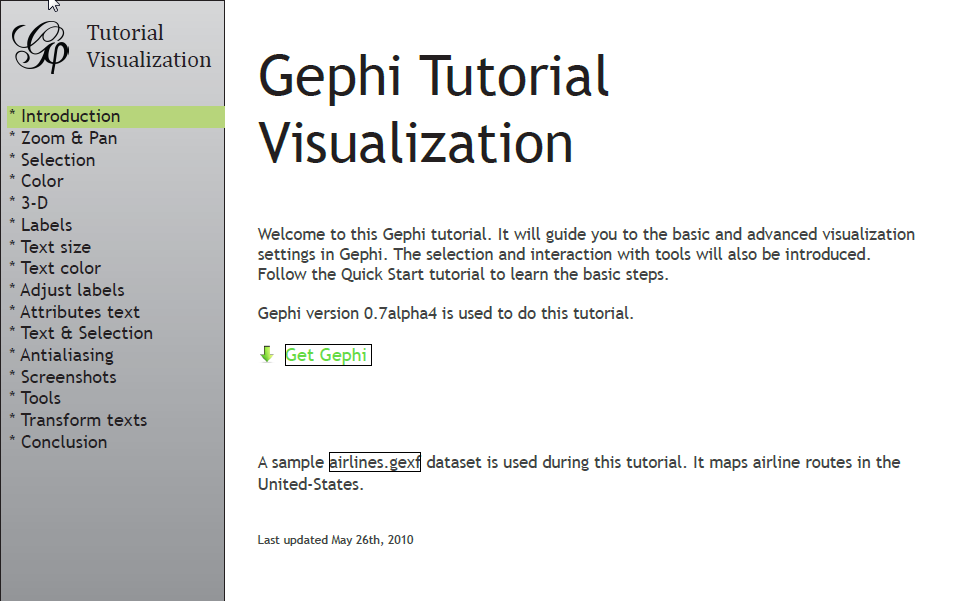 Tutorial
Visualization
* Introduction
* Zoom & Pan
* Selection
* Color
* 3-D
* Labels
* Text size
* Text color
* Adjust labels
* Attributes text
* Text & Selection
* Antialiasing
* Screenshots
* Tools
* Transform texts
* Conclusion
Gephi Tutorial
Visualization
Welcome to this Gephi tutorial. It will guide you to the basic and advanced visualization
settings in Gephi. The selection and interaction with tools will also be introduced.
Follow the Quick Start tutorial to learn the basic steps.
Gephi version 0.7alpha4 is used to do this tutorial.
Get Gephi
A sample airlines.gexf dataset is used during this tutorial. It maps airline routes in the
United-States.
Last updated May 26th, 2010